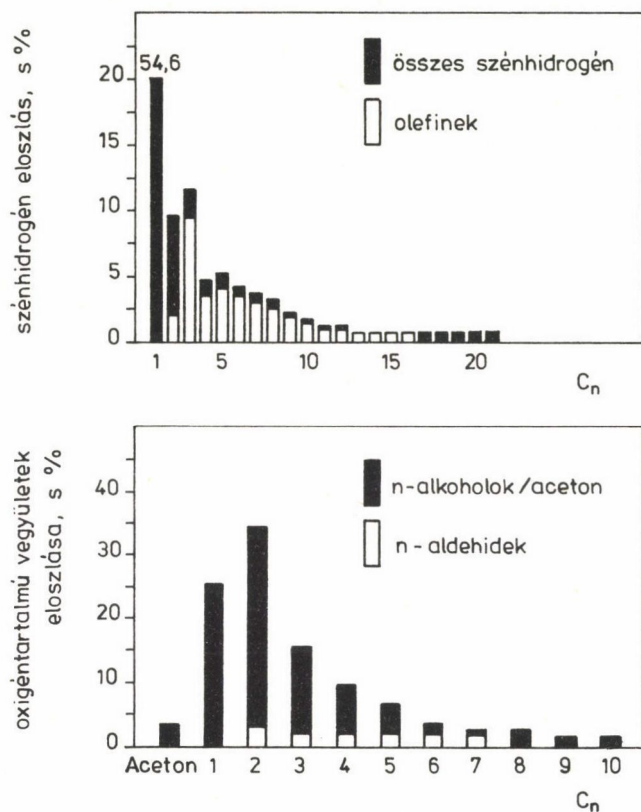 szénhidrogén eloszlás, s %
54,6
20
15
10
5
0
összes szénhidrogén
olefinek
1 5 10 15 20
Cn
oxigéntartalmú vegyületek
eloszlása, s %
40
30
20
10
0
n-alkoholok/aceton
n-aldehidek
Aceton 1 2 3 4 5 6 7 8 9 10
Cn